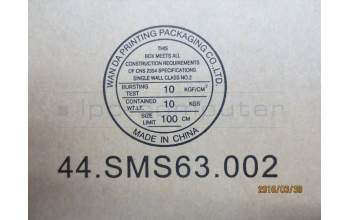 WAN DA PRINTING PACKAGING CO.,LTD.
THIS
BOX MEETS ALL
CONSTRUCTION REQUIREMENTS
OF CNS 2354 SPECIFICATIONS
SINGLE WALL CLASS NO.2
BURSTING TEST 10 KGF/CM²
CONTAINED WT.LT. 10 KGS
SIZE LIMIT 100 CM
MADE IN CHINA
44.SMS63.002
2016/03/30